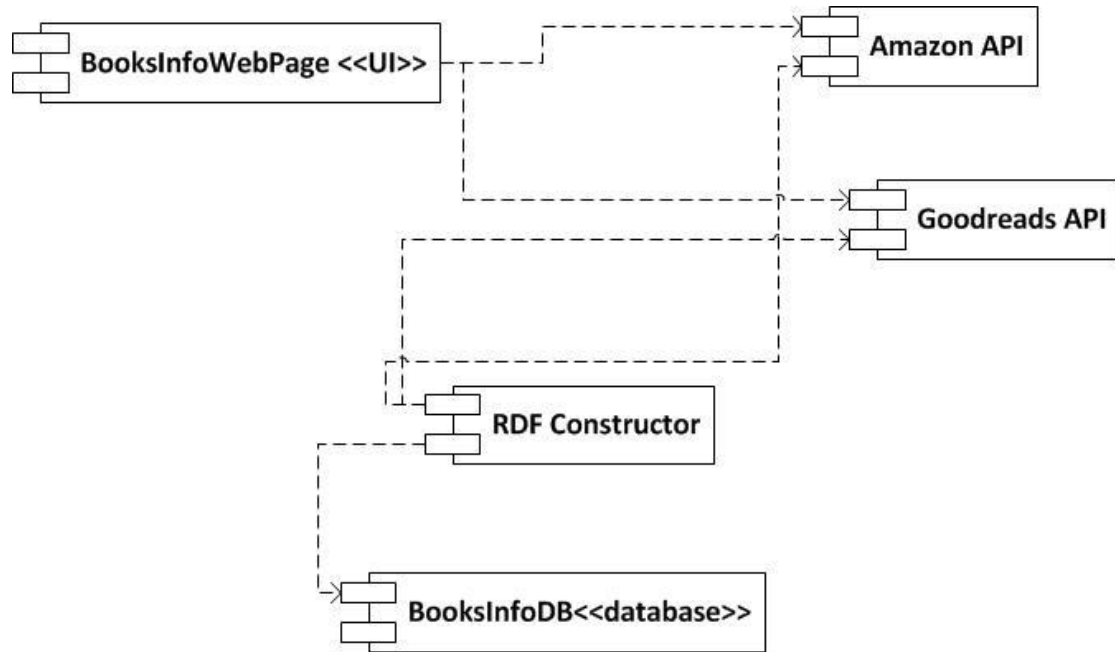 BooksInfoWebPage <<UI>>
Amazon API
Goodreads API
RDF Constructor
BooksInfoDB<<database>>